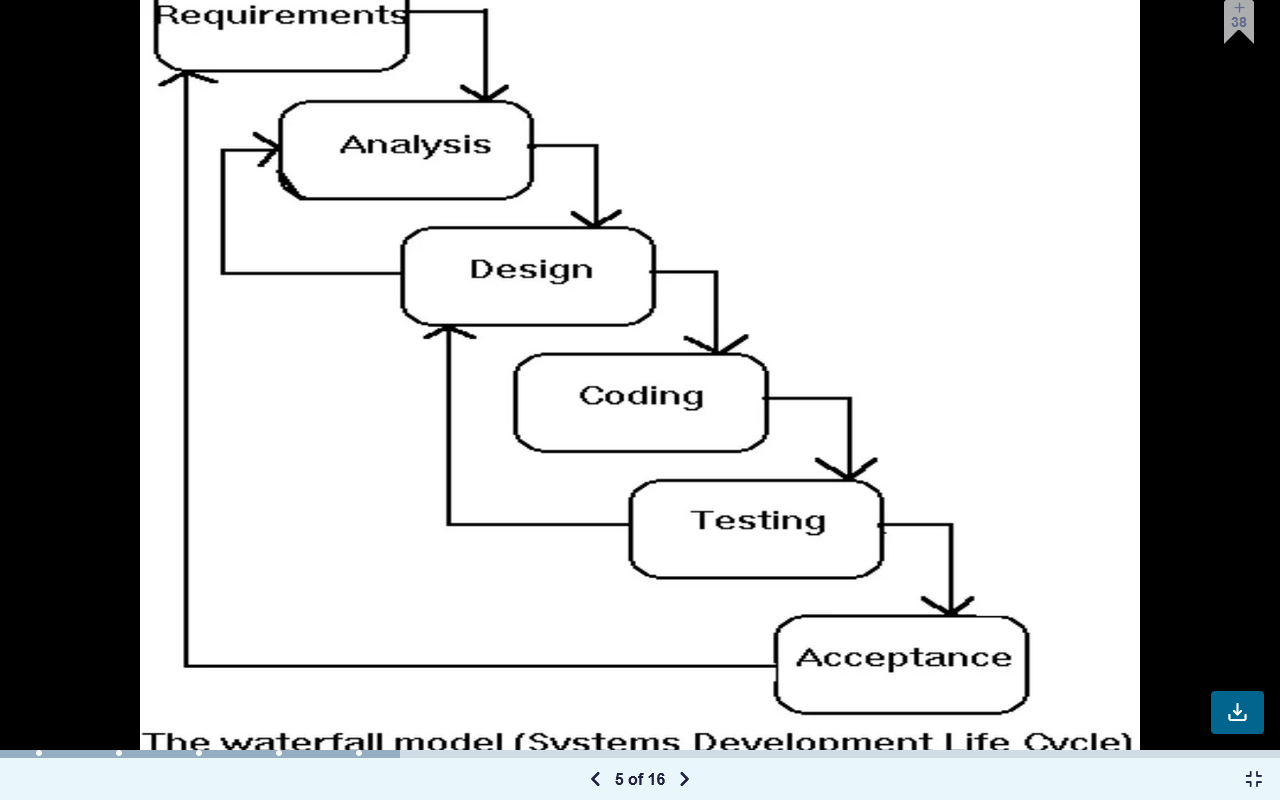 +
38
Requirements
Analysis
Design
Coding
Testing
Acceptance
The waterfall model (Systems Development Life Cycle)
5 of 16